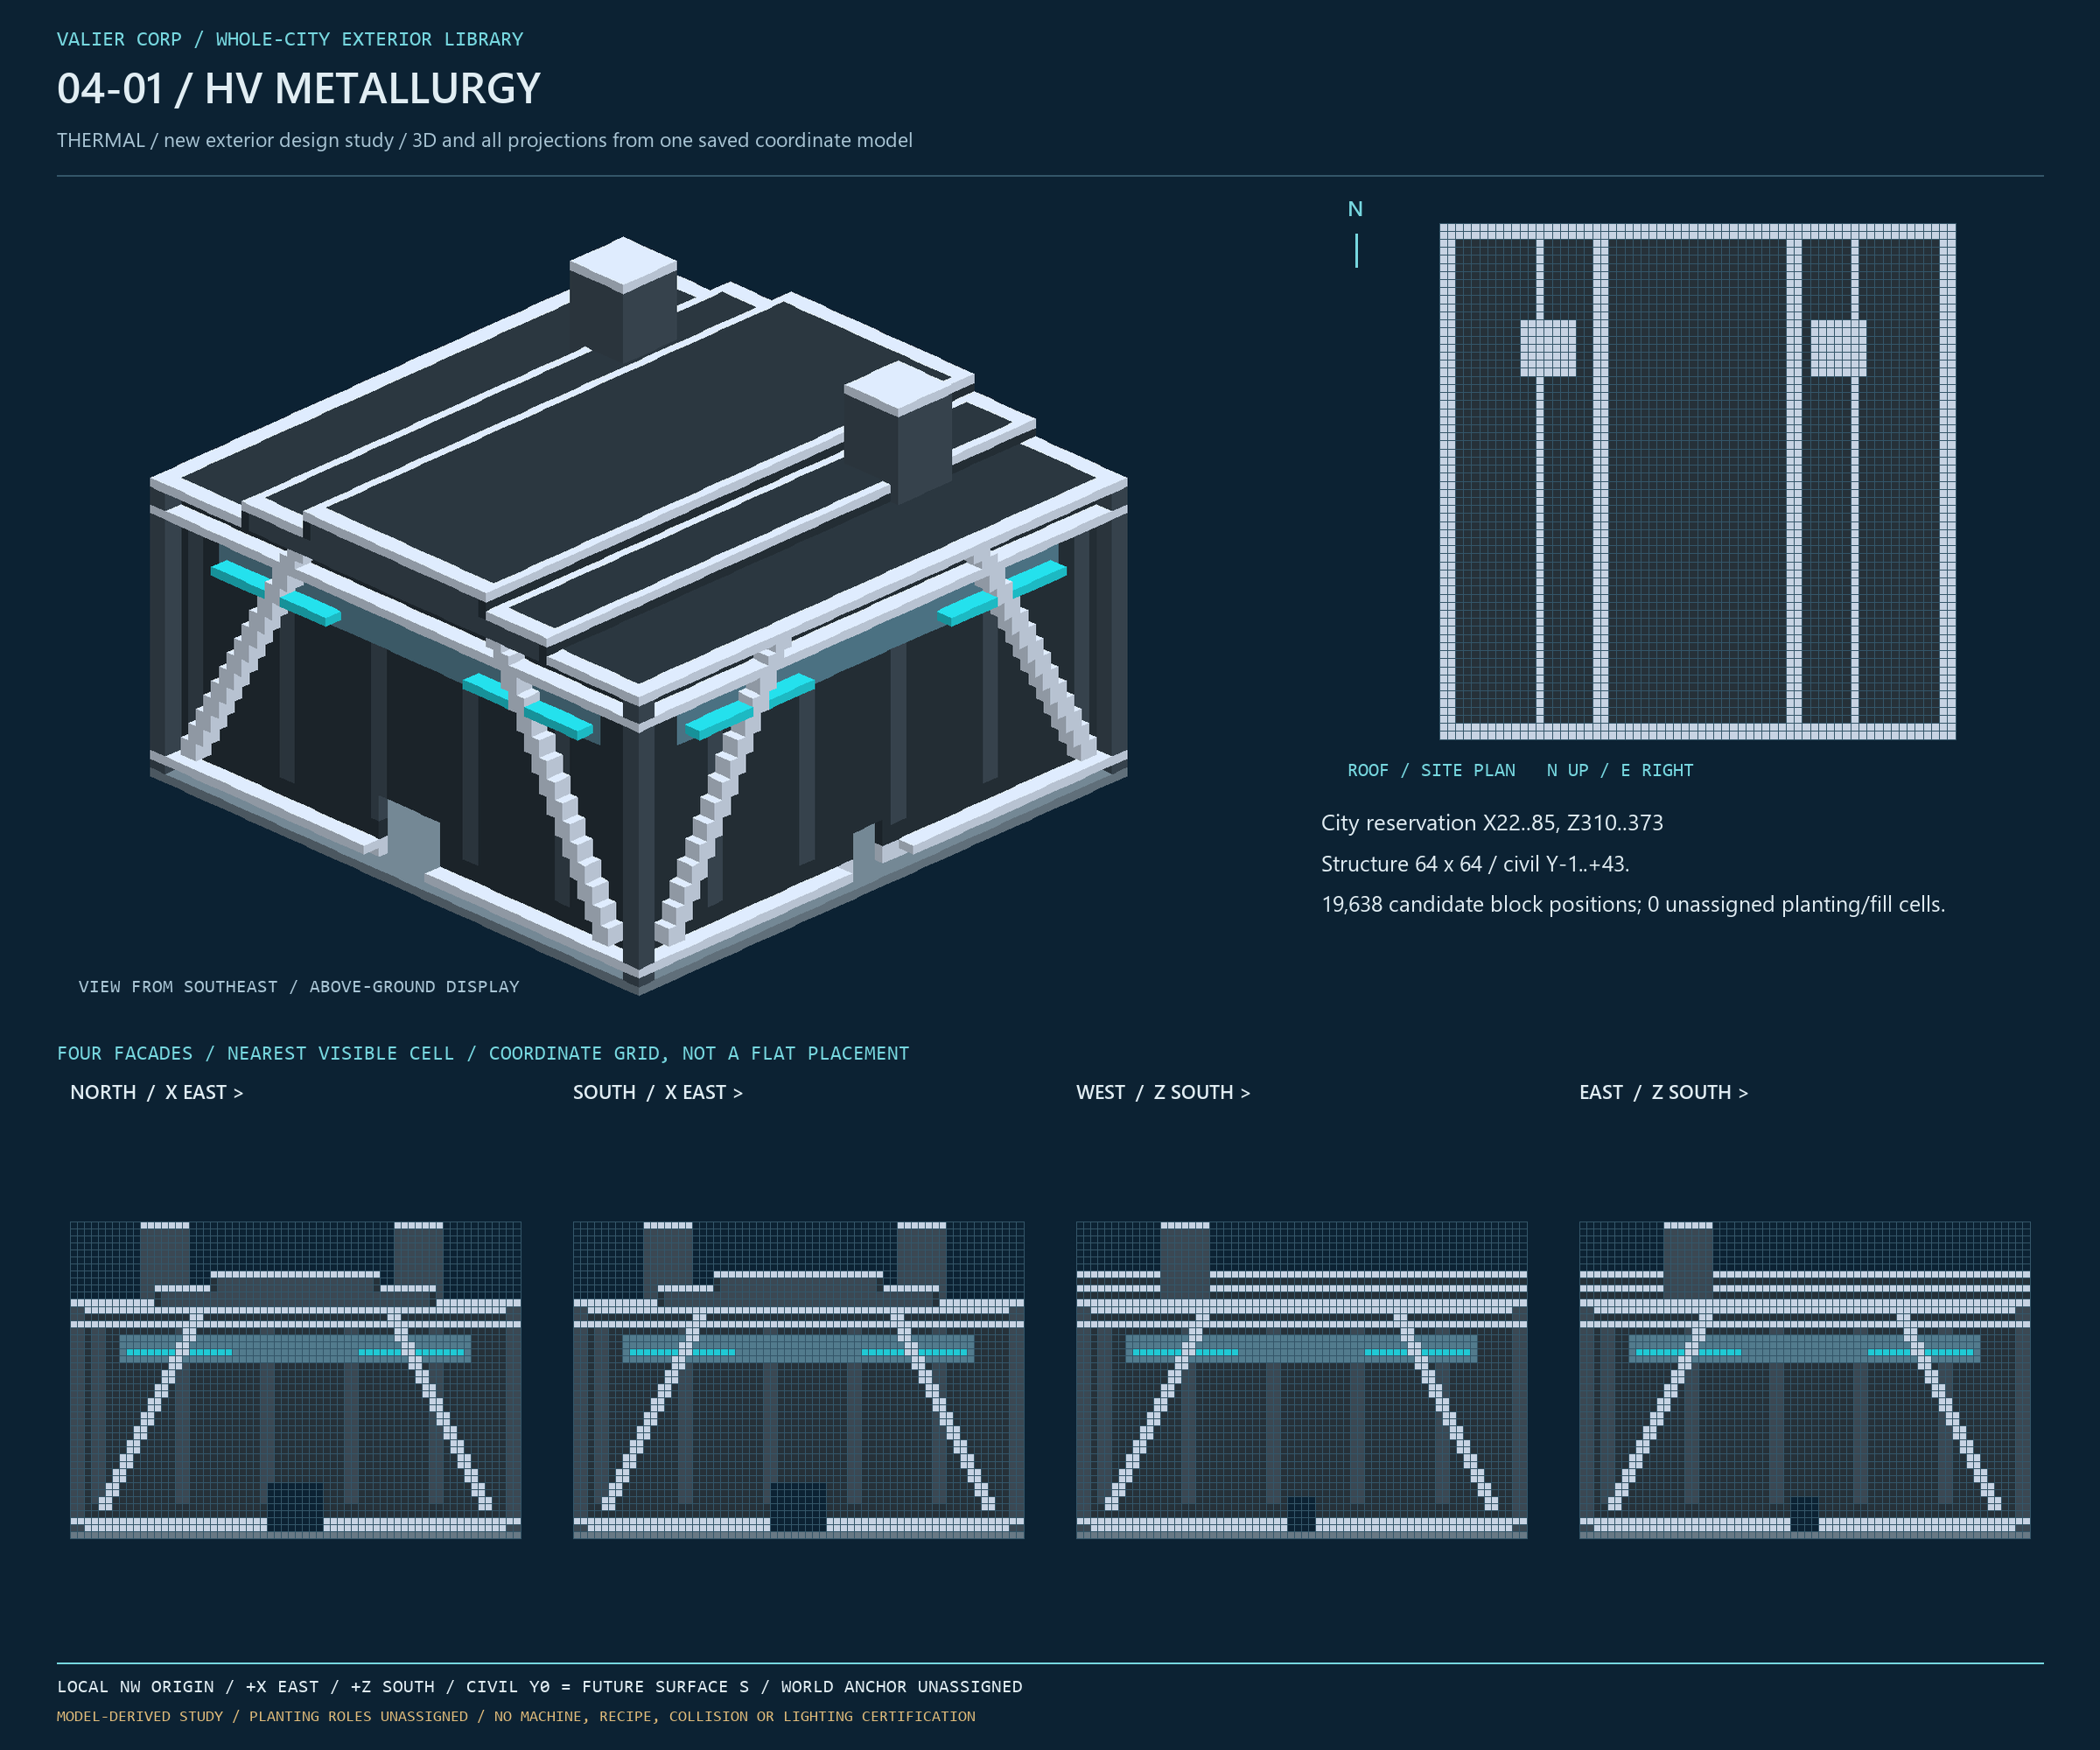 VALIER CORP / WHOLE-CITY EXTERIOR LIBRARY
04-01 / HV METALLURGY
THERMAL / new exterior design study / 3D and all projections from one saved coordinate model
N
ROOF / SITE PLAN   N UP / E RIGHT
City reservation X22..85, Z310..373
Structure 64 x 64 / civil Y-1..+43.
19,638 candidate block positions; 0 unassigned planting/fill cells.
VIEW FROM SOUTHEAST / ABOVE-GROUND DISPLAY
FOUR FACADES / NEAREST VISIBLE CELL / COORDINATE GRID, NOT A FLAT PLACEMENT
NORTH / X EAST >
SOUTH / X EAST >
WEST / Z SOUTH >
EAST / Z SOUTH >
LOCAL NW ORIGIN / +X EAST / +Z SOUTH / CIVIL Y0 = FUTURE SURFACE S / WORLD ANCHOR UNASSIGNED
MODEL-DERIVED STUDY / PLANTING ROLES UNASSIGNED / NO MACHINE, RECIPE, COLLISION OR LIGHTING CERTIFICATION